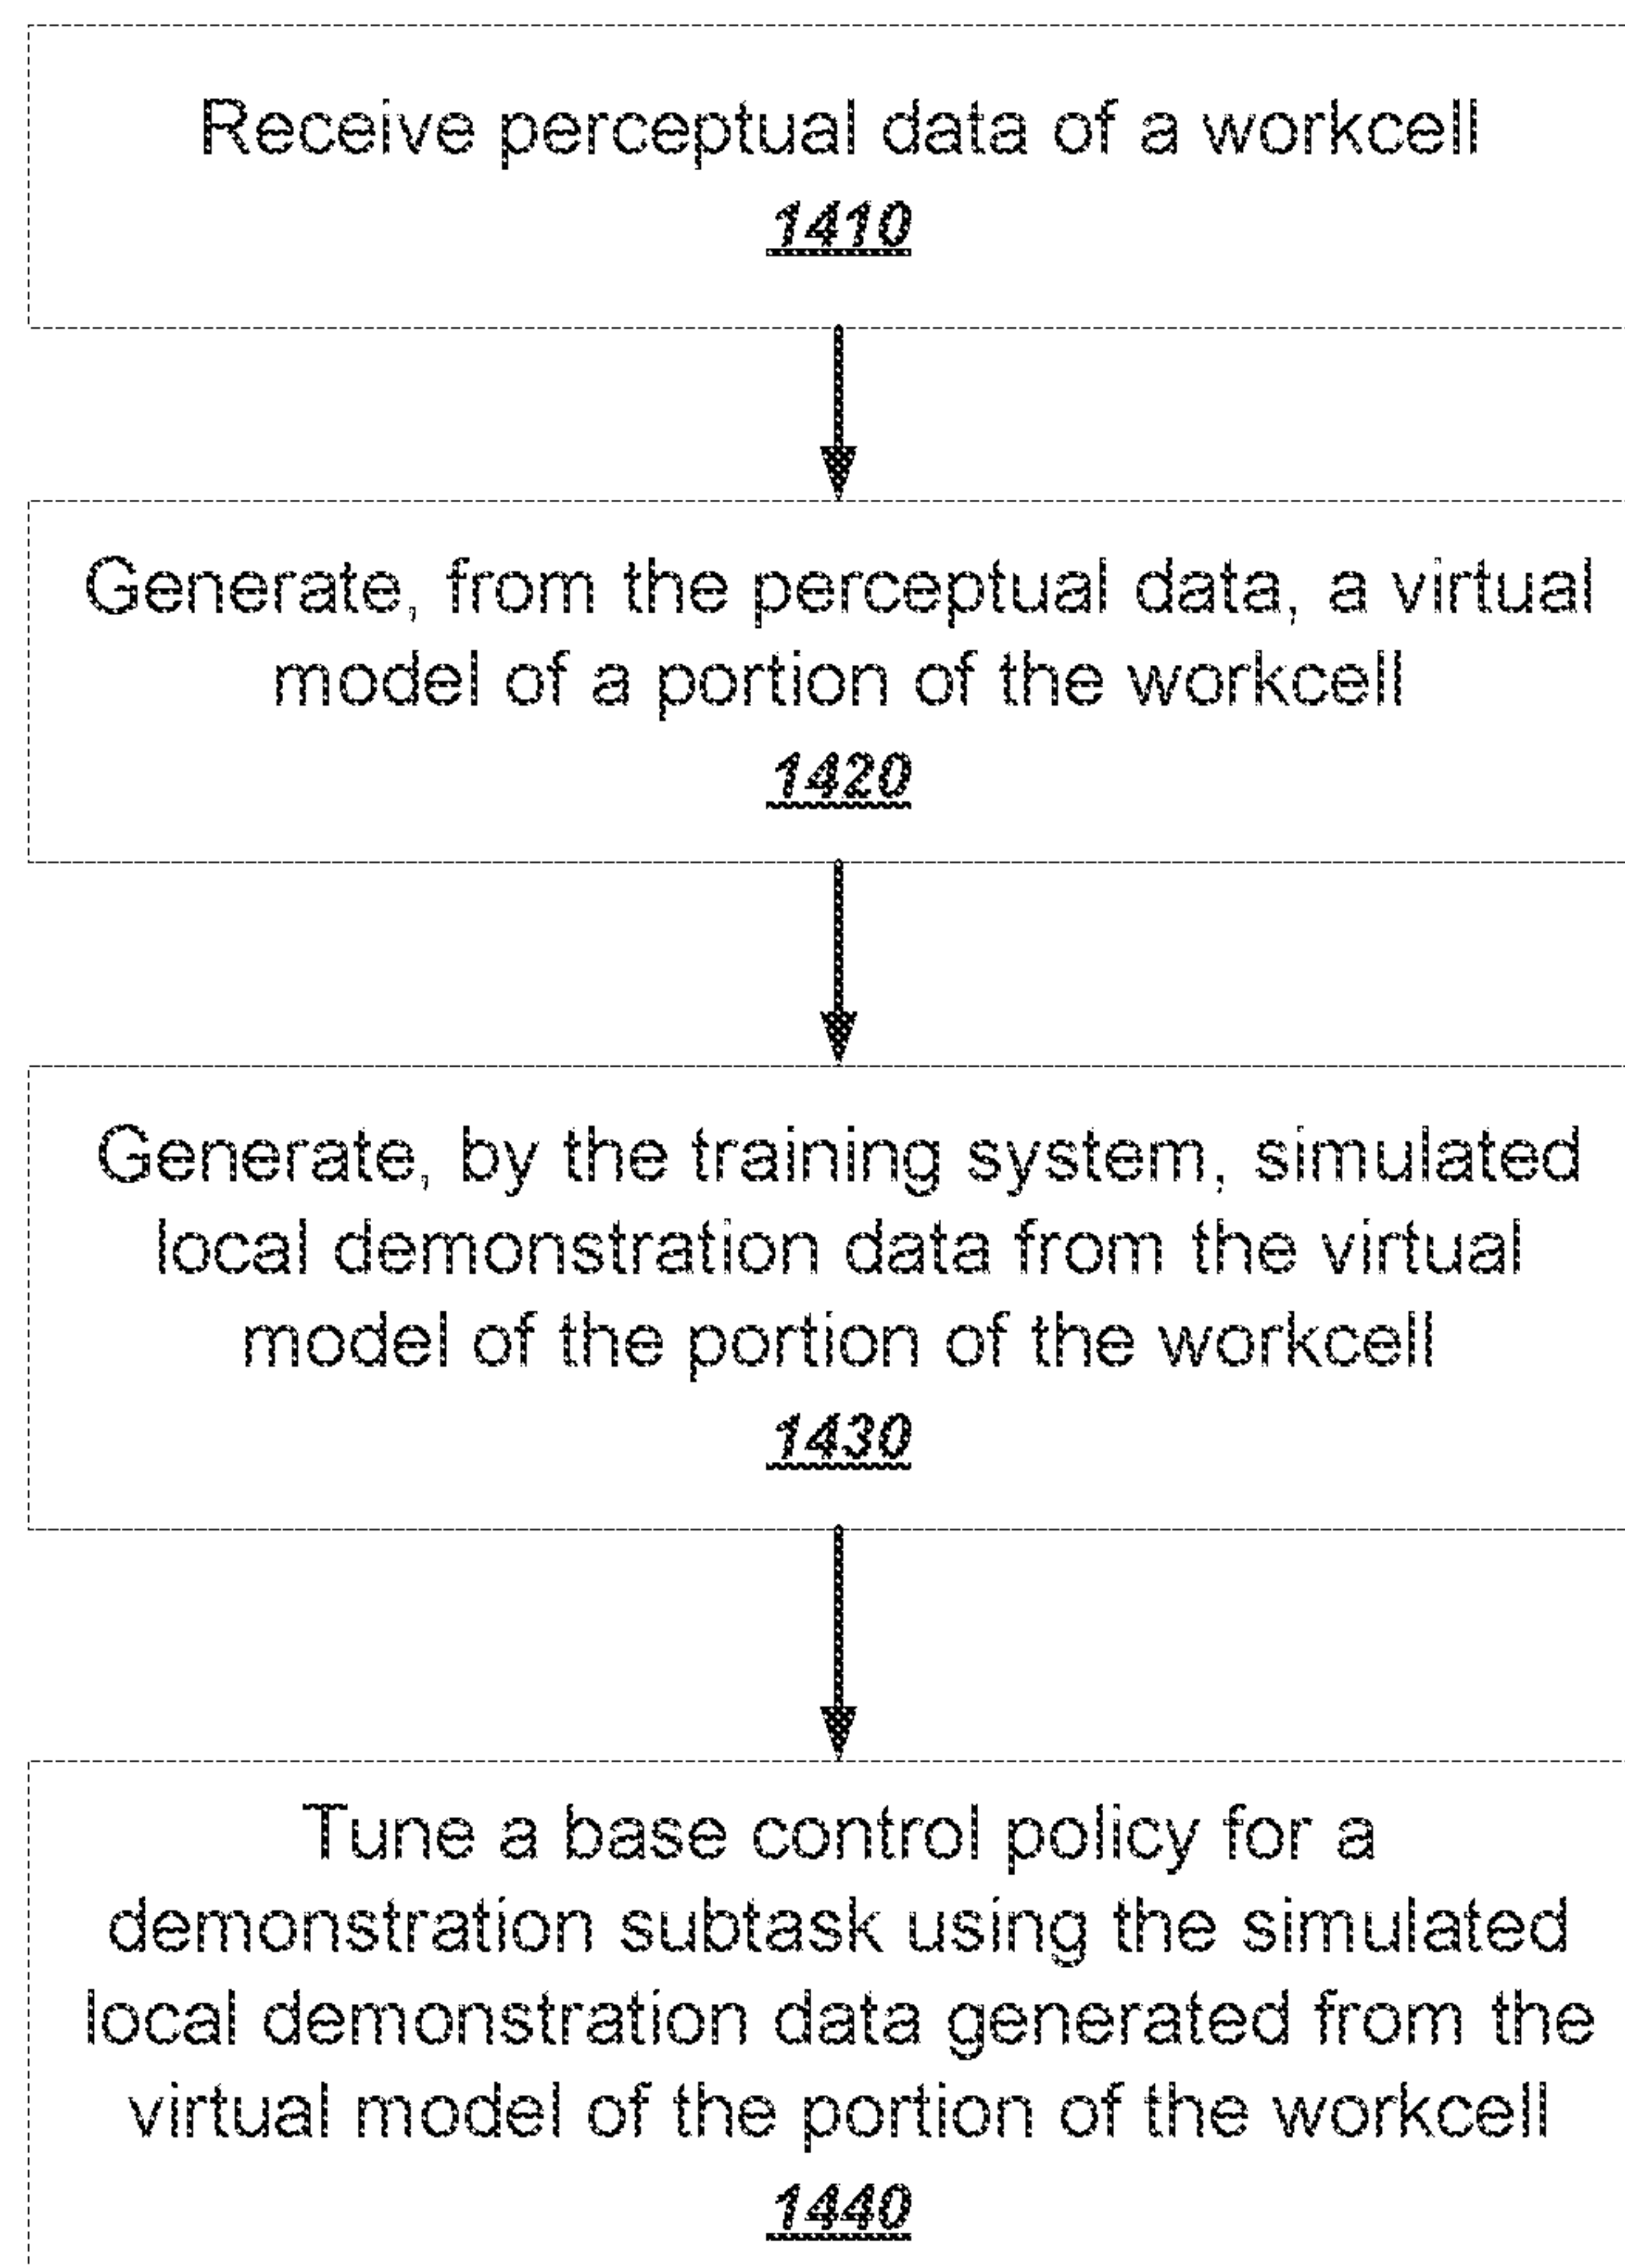 Receive perceptual data of a workcell
1410
Generate, from the perceptual data, a virtual
model of a portion of the workcell
1420
Generate, by the training system, simulated
local demonstration data from the virtual
model of the portion of the workcell
1430
Tune a base control policy for a
demonstration subtask using the simulated
local demonstration data generated from the
virtual model of the portion of the workcell
1440